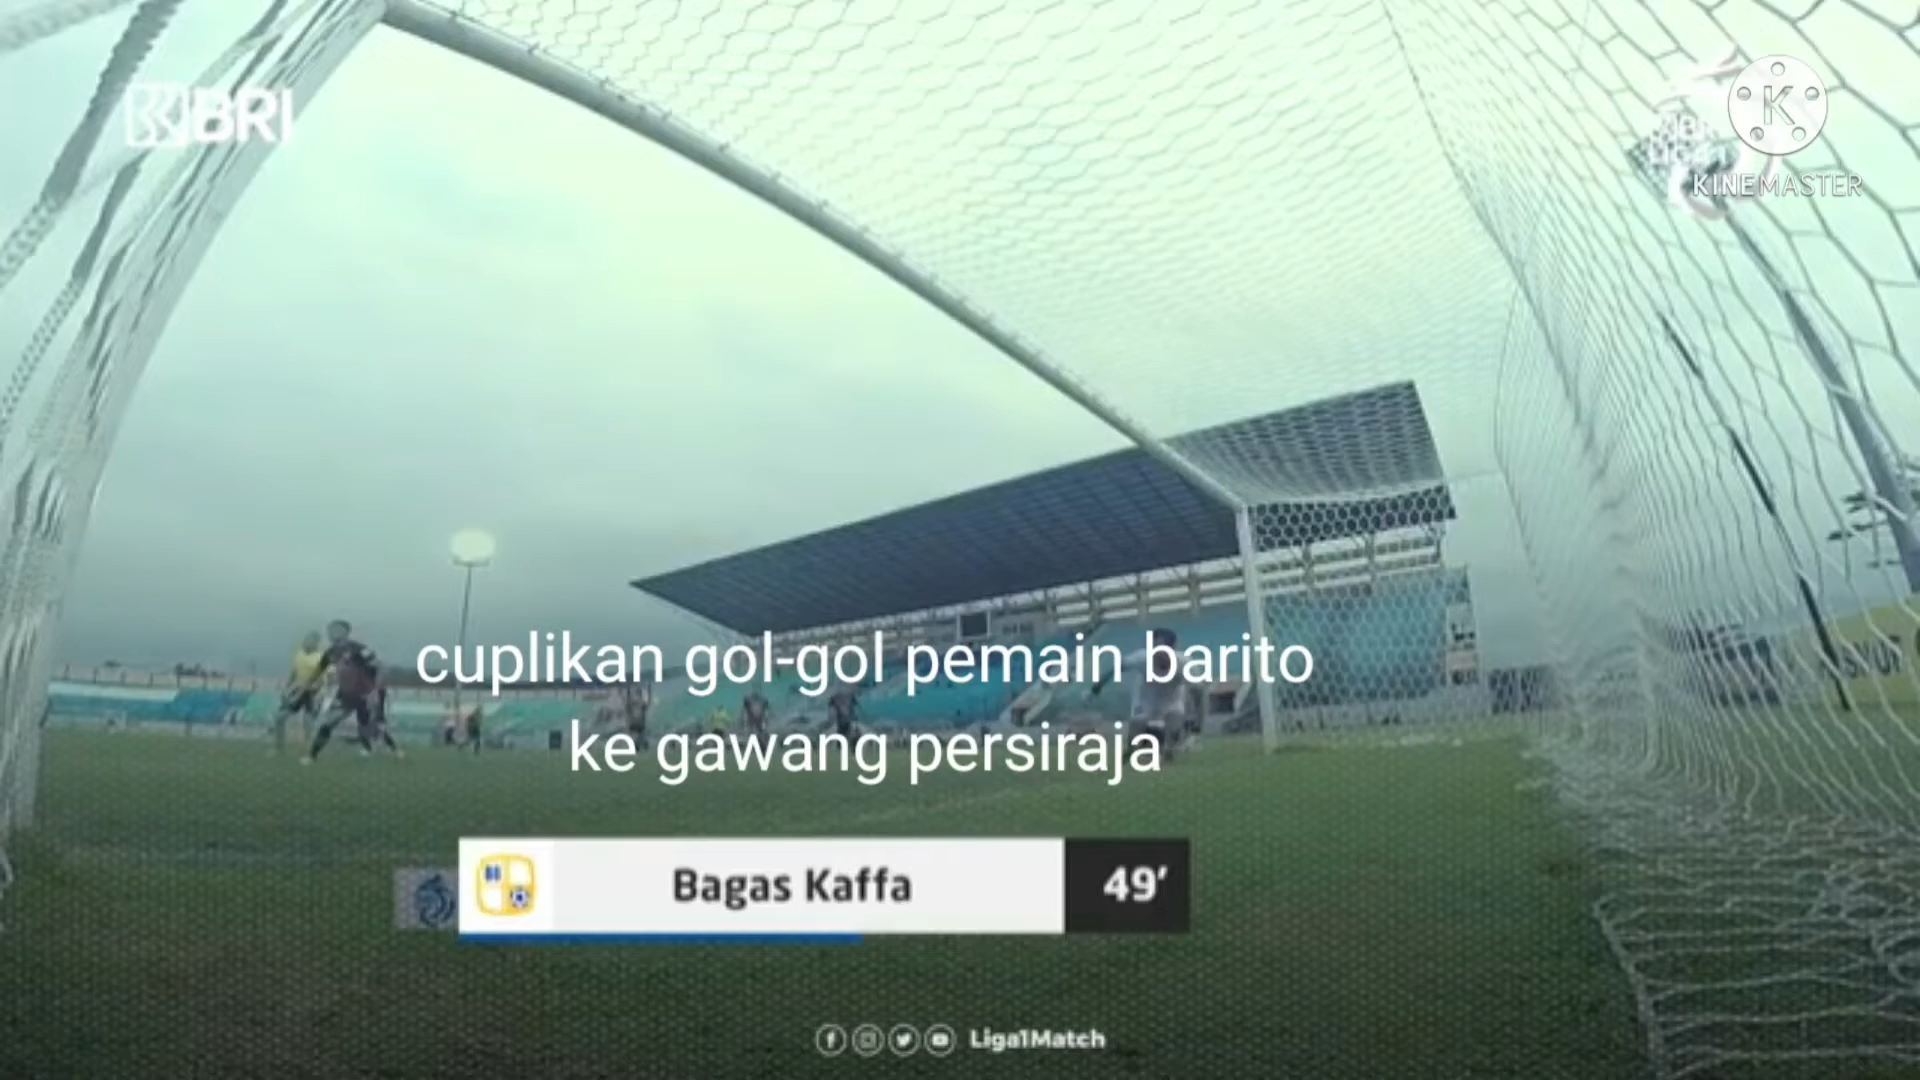 BRI
KINEMASTER
cuplikan gol-gol pemain barito
ke gawang persiraja
Bagas Kaffa 49'
Liga1Match